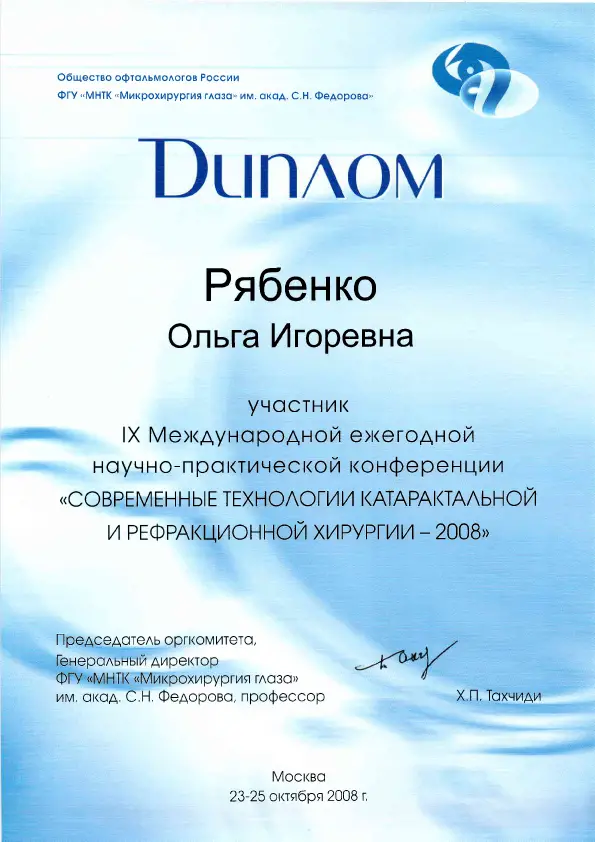 Общество офтальмологов России
ФГУ «МНТК «Микрохирургия глаза» им. акад. С.Н. Федорова»
Диплом
Рябенко
Ольга Игоревна
участник
IX Международной ежегодной
научно-практической конференции
«СОВРЕМЕННЫЕ ТЕХНОЛОГИИ КАТАРАКТАЛЬНОЙ
И РЕФРАКЦИОННОЙ ХИРУРГИИ – 2008»
Председатель оргкомитета,
Генеральный директор
ФГУ «МНТК «Микрохирургия глаза»
им. акад. С.Н. Федорова, профессор
Х.П. Тахчиди
Москва
23-25 октября 2008 г.